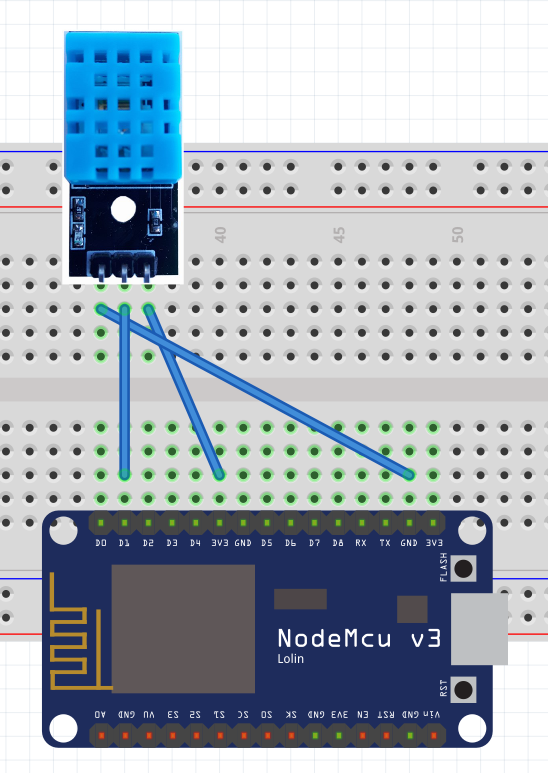 40
45
50
D0 D1 D2 D3 D4 3V3 GND D5 D6 D7 D8 RX TX GND 3V3
FLASH
NodeMcu v3
Lolin
RST
A0 GND VU S3 S2 S1 SC S0 SK GND 3V3 EN RST GND Vin